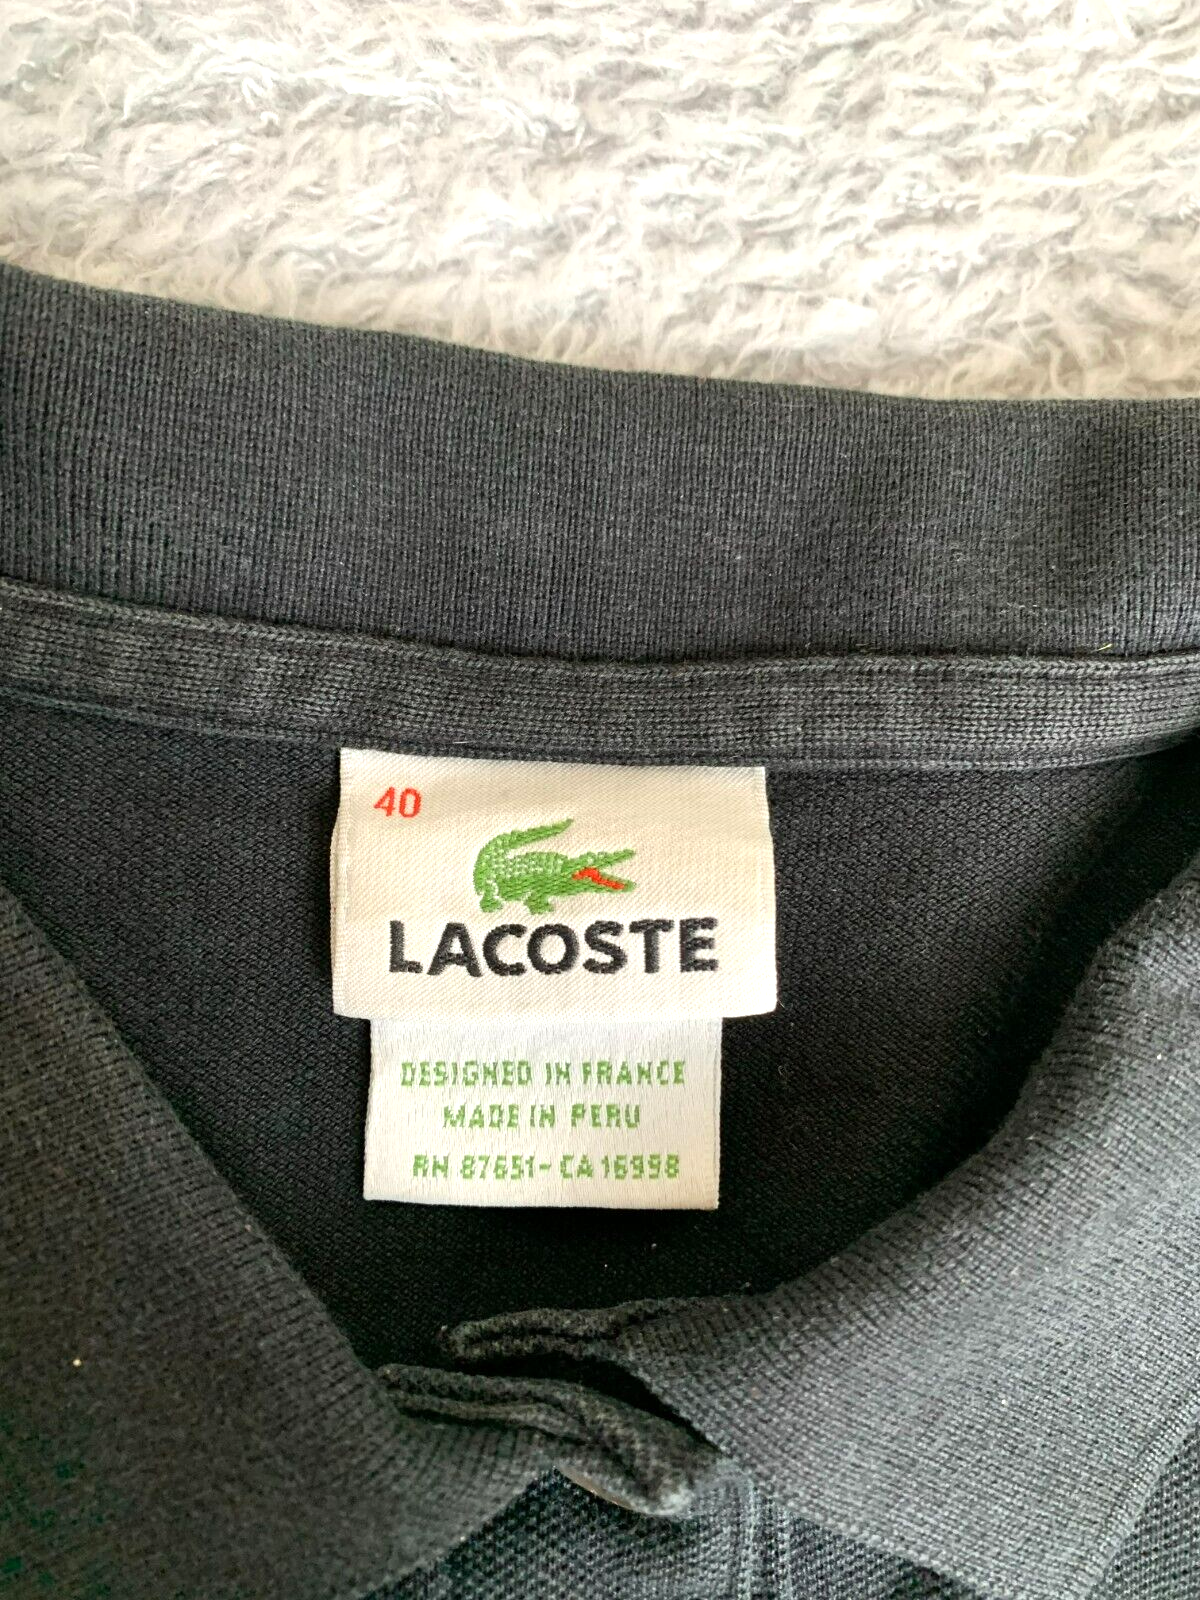 40
LACOSTE
DESIGNED IN FRANCE
MADE IN PERU
RN 87651-CA 16998